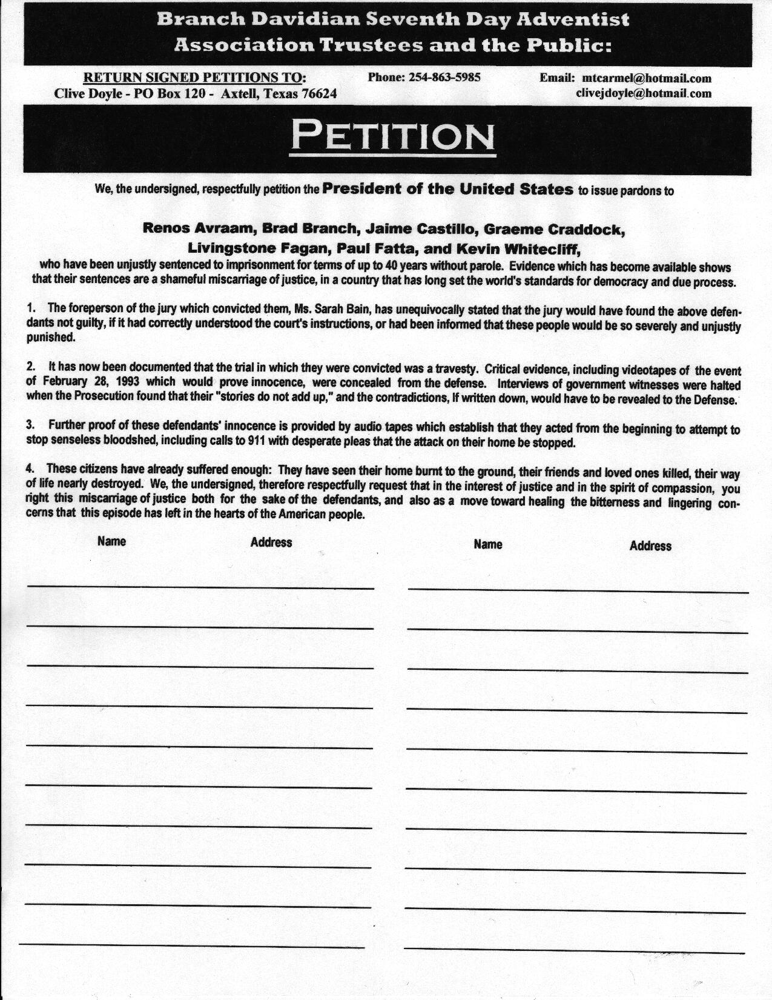 Branch Davidian Seventh Day Adventist
Association Trustees and the Public:
RETURN SIGNED PETITIONS TO: Phone: 254-863-5985 Email: mtcarmel@hotmail.com
Clive Doyle - PO Box 120 - Axtell, Texas 76624 clivejdoyle@hotmail.com
PETITION
We, the undersigned, respectfully petition the President of the United States to issue pardons to
Renos Avraam, Brad Branch, Jaime Castillo, Graeme Craddock,
Livingstone Fagan, Paul Fatta, and Kevin Whitecliff,
who have been unjustly sentenced to imprisonment for terms of up to 40 years without parole. Evidence which has become available shows
that their sentences are a shameful miscarriage of justice, in a country that has long set the world's standards for democracy and due process.
1. The foreperson of the jury which convicted them, Ms. Sarah Bain, has unequivocally stated that the jury would have found the above defen-
dants not guilty, if it had correctly understood the court's instructions, or had been informed that these people would be so severely and unjustly
punished.
2. It has now been documented that the trial in which they were convicted was a travesty. Critical evidence, including videotapes of the event
of February 28, 1993 which would prove innocence, were concealed from the defense. Interviews of government witnesses were halted
when the Prosecution found that their "stories do not add up," and the contradictions, If written down, would have to be revealed to the Defense.
3. Further proof of these defendants' innocence is provided by audio tapes which establish that they acted from the beginning to attempt to
stop senseless bloodshed, including calls to 911 with desperate pleas that the attack on their home be stopped.
4. These citizens have already suffered enough: They have seen their home burnt to the ground, their friends and loved ones killed, their way
of life nearly destroyed. We, the undersigned, therefore respectfully request that in the interest of justice and in the spirit of compassion, you
right this miscarriage of justice both for the sake of the defendants, and also as a move toward healing the bitterness and lingering con-
cerns that this episode has left in the hearts of the American people.
Name Address Name Address